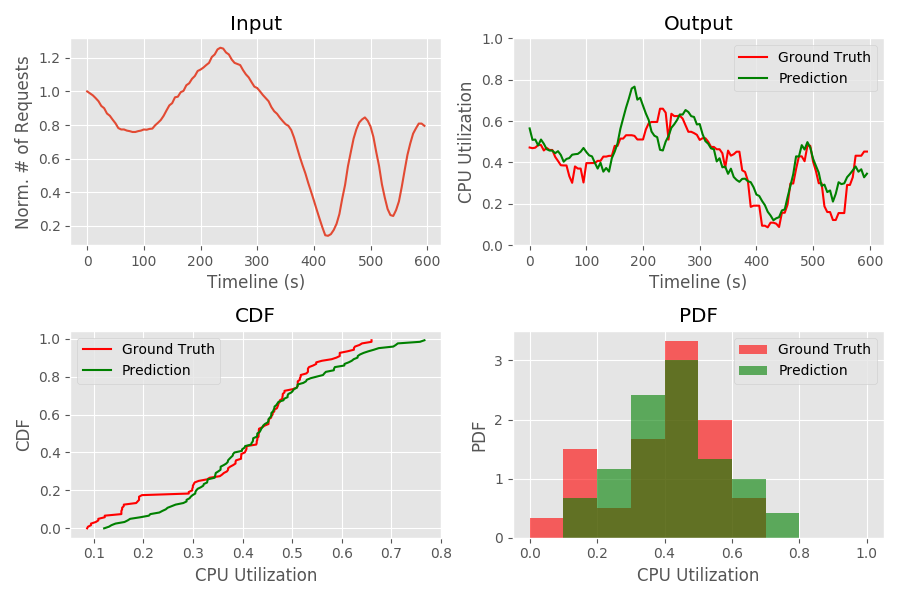 Input
Norm. # of Requests
1.2
1.0
0.8
0.6
0.4
0.2
0 100 200 300 400 500 600
Timeline (s)
Output
CPU Utilization
1.0
0.8
0.6
0.4
0.2
0.0
Ground Truth
Prediction
0 100 200 300 400 500 600
Timeline (s)
CDF
CDF
1.0
0.8
0.6
0.4
0.2
0.0
Ground Truth
Prediction
0.1 0.2 0.3 0.4 0.5 0.6 0.7 0.8
CPU Utilization
PDF
PDF
3
2
1
0
Ground Truth
Prediction
0.0 0.2 0.4 0.6 0.8 1.0
CPU Utilization